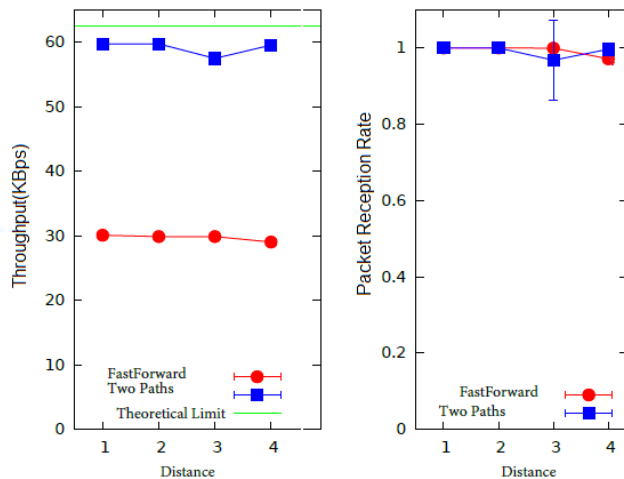 Throughput(KBps)
60
50
40
30
20
10
0
FastForward
Two Paths
Theoretical Limit
1 2 3 4
Distance
Packet Reception Rate
1
0.8
0.6
0.4
0.2
0
FastForward
Two Paths
1 2 3 4
Distance